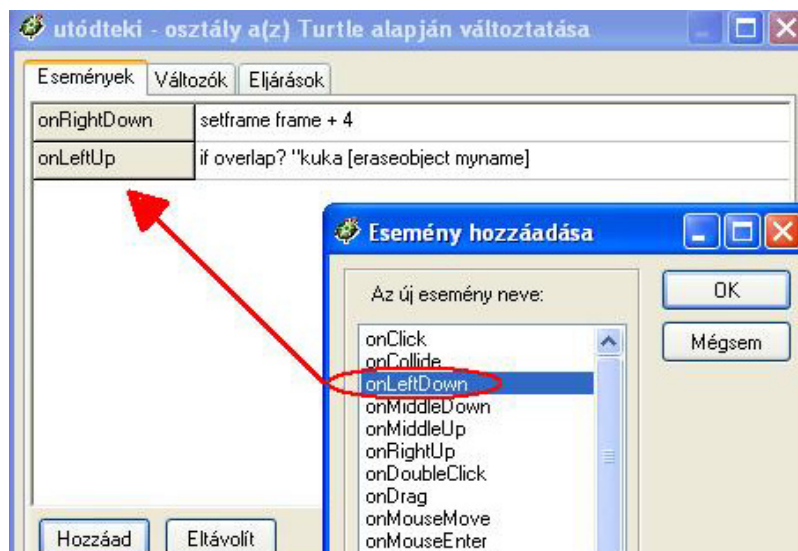 utódteki - osztály a(z) Turtle alapján változtatása
Események Változók Eljárások
onRightDown setframe frame + 4
onLeftUp if overlap? "kuka [eraseobject myname]
Esemény hozzáadása
Az új esemény neve:
OK
Mégsem
onClick
onCollide
onLeftDown
onMiddleDown
onMiddleUp
onRightUp
onDoubleClick
onDrag
onMouseMove
onMouseEnter
Hozzáad Eltávolít